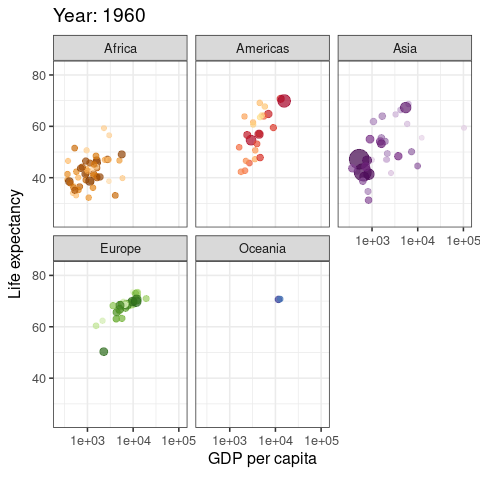 Year: 1960
Africa Americas Asia
80
60
40
1e+03 1e+04 1e+05
Life expectancy
Europe Oceania
80
60
40
1e+03 1e+04 1e+05 1e+03 1e+04 1e+05
GDP per capita